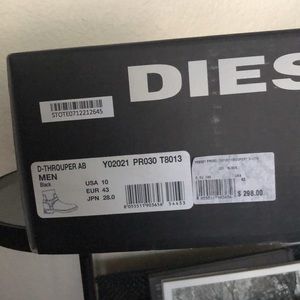 DIES
STOTE0712212645
D-THROUPER AB Y02021 PR030 T8013
MEN
Black
USA 10
EUR 43
JPN 28.0
$ 298.00